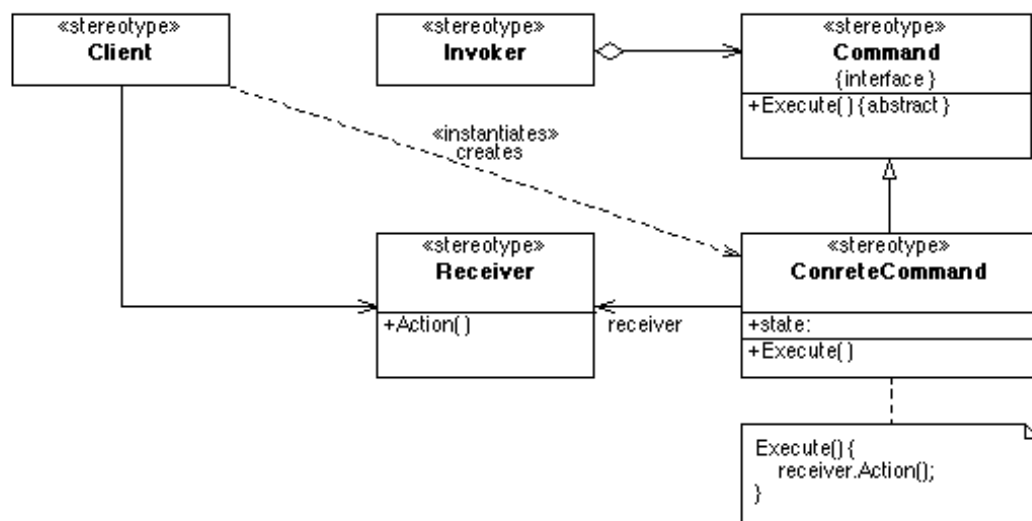 «stereotype»
Client
«stereotype»
Invoker
«stereotype»
Command
{interface}
+Execute() {abstract}
«instantiates»
creates
«stereotype»
Receiver
+Action()
receiver
«stereotype»
ConreteCommand
+state:
+Execute()
Execute() {
receiver.Action();
}